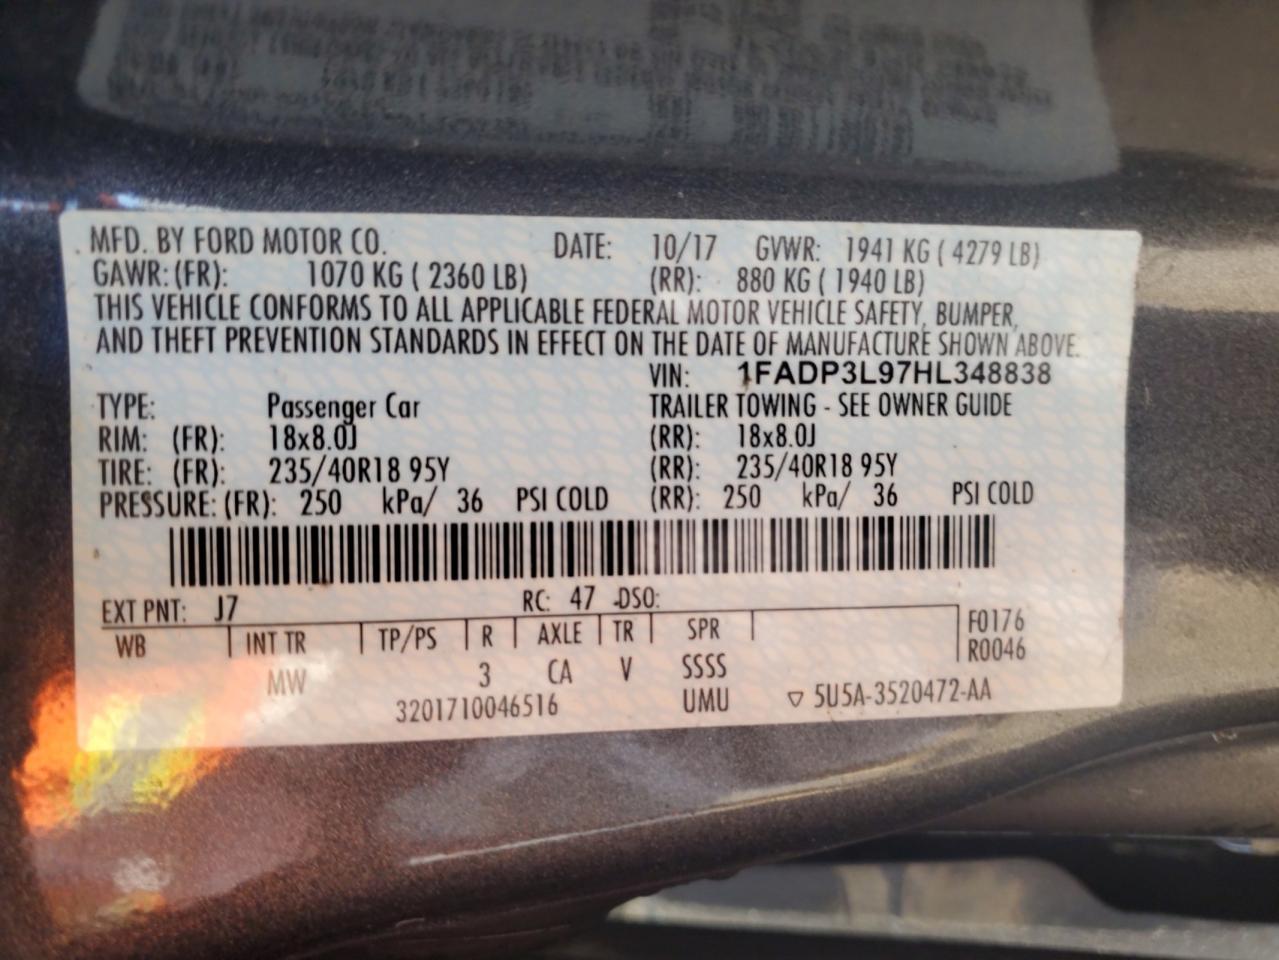 MFD. BY FORD MOTOR CO. DATE: 10/17 GVWR: 1941 KG ( 4279 LB)
GAWR: (FR): 1070 KG ( 2360 LB) (RR): 880 KG ( 1940 LB)
THIS VEHICLE CONFORMS TO ALL APPLICABLE FEDERAL MOTOR VEHICLE SAFETY, BUMPER,
AND THEFT PREVENTION STANDARDS IN EFFECT ON THE DATE OF MANUFACTURE SHOWN ABOVE.
VIN: 1FADP3L97HL348838
TYPE: Passenger Car TRAILER TOWING - SEE OWNER GUIDE
RIM: (FR): 18x8.0J (RR): 18x8.0J
TIRE: (FR): 235/40R18 95Y (RR): 235/40R18 95Y
PRESSURE: (FR): 250 kPa/ 36 PSI COLD (RR): 250 kPa/ 36 PSI COLD
EXT PNT: J7 RC: 47 DSO:
WB INT TR TP/PS R AXLE TR SPR F0176
R0046
MW 3 CA V SSSS
3201710046516 UMU ▽ 5U5A-3520472-AA